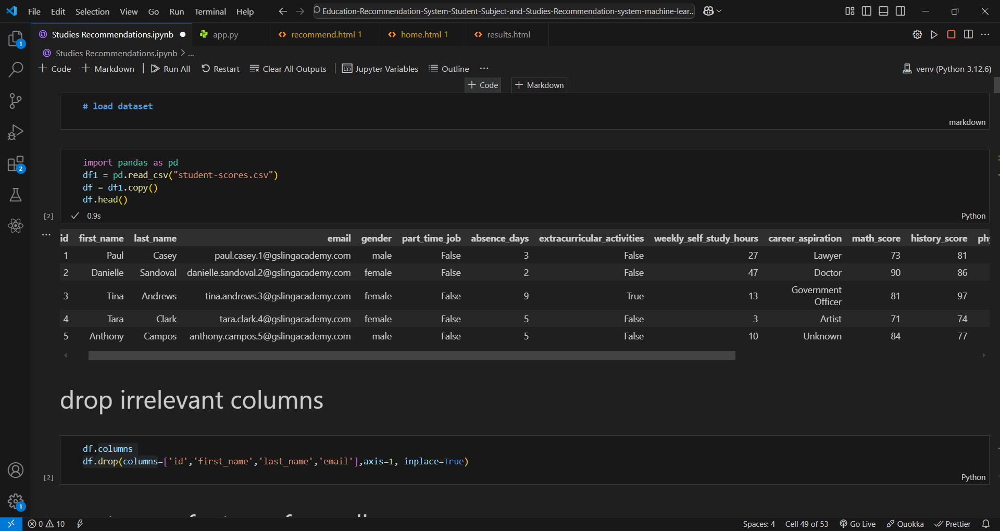 File Edit Selection View Go Run Terminal Help
Education-Recommendation-System-Student-Subject-and-Studies-Recommendation-system-machine-lear...
Studies Recommendations.ipynb app.py recommend.html 1 home.html 1 results.html
Studies Recommendations.ipynb > ...
+ Code + Markdown | Run All Restart Clear All Outputs | Jupyter Variables Outline ... venv (Python 3.12.6)
+ Code + Markdown
# load dataset
markdown
import pandas as pd
df1 = pd.read_csv("student-scores.csv")
df = df1.copy()
df.head()
[2] ✓ 0.9s Python
... id first_name last_name email gender part_time_job absence_days extracurricular_activities weekly_self_study_hours career_aspiration math_score history_score
1 Paul Casey paul.casey.1@gslingacademy.com male False 3 False 27 Lawyer 73 81
2 Danielle Sandoval danielle.sandoval.2@gslingacademy.com female False 2 False 47 Doctor 90 86
3 Tina Andrews tina.andrews.3@gslingacademy.com female False 9 True 13 Government Officer 81 97
4 Tara Clark tara.clark.4@gslingacademy.com female False 5 False 3 Artist 71 74
5 Anthony Campos anthony.campos.5@gslingacademy.com male False 5 False 10 Unknown 84 77
drop irrelevant columns
df.columns
df.drop(columns=['id','first_name','last_name','email'],axis=1, inplace=True)
[2] Python
0 10 Spaces: 4 Cell 49 of 53 Go Live Quokka Prettier
1
2
1